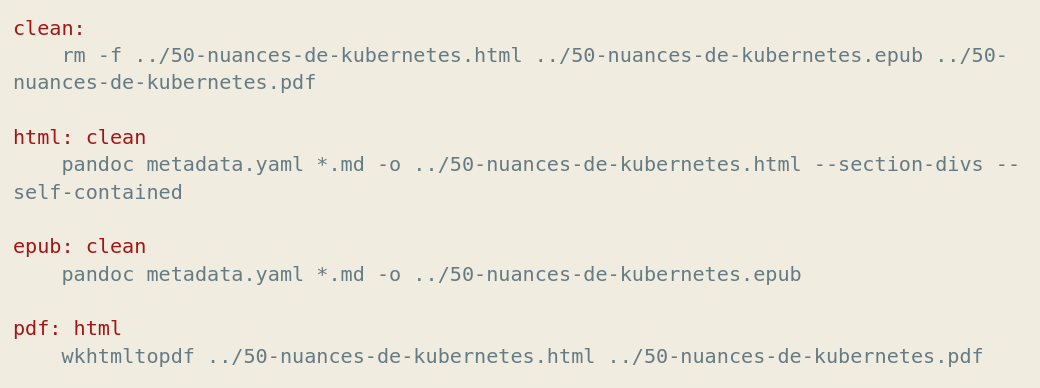 clean:
    rm -f ../50-nuances-de-kubernetes.html ../50-nuances-de-kubernetes.epub ../50-
nuances-de-kubernetes.pdf

html: clean
    pandoc metadata.yaml *.md -o ../50-nuances-de-kubernetes.html --section-divs --
self-contained

epub: clean
    pandoc metadata.yaml *.md -o ../50-nuances-de-kubernetes.epub

pdf: html
    wkhtmltopdf ../50-nuances-de-kubernetes.html ../50-nuances-de-kubernetes.pdf